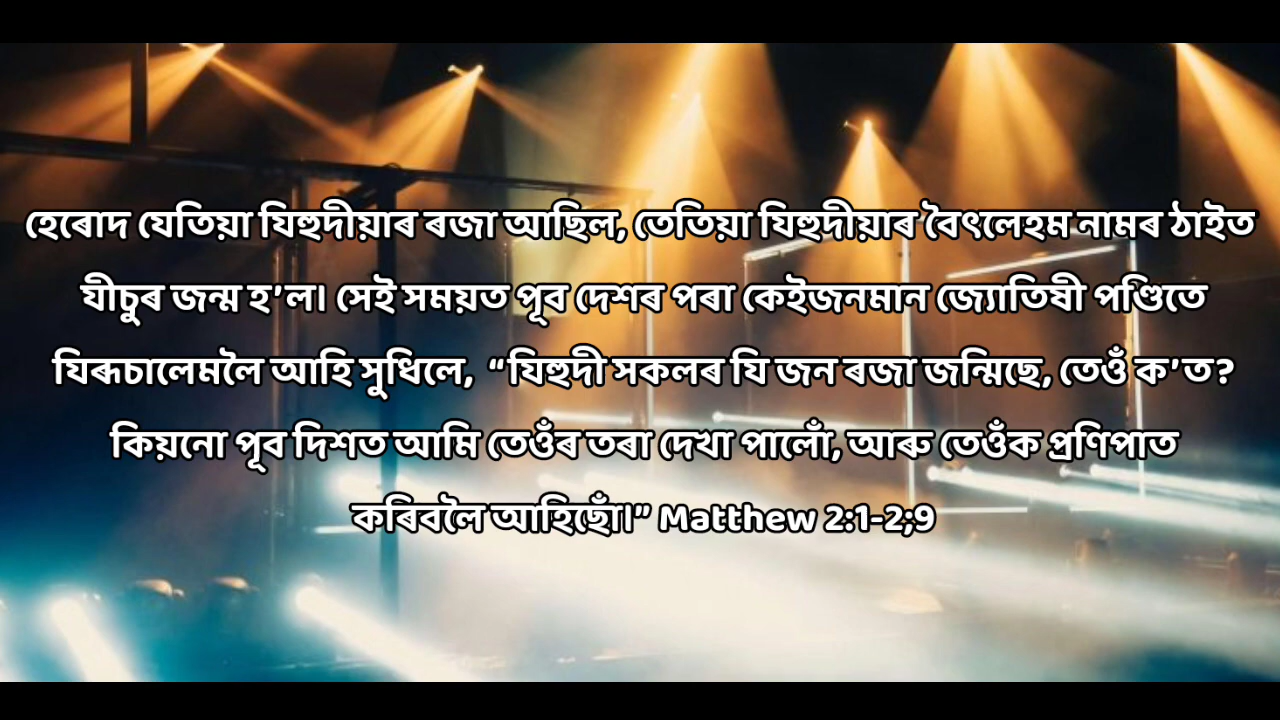 হেৰোদ যেতিয়া যিহুদীয়াৰ ৰজা আছিল, তেতিয়া যিহুদীয়াৰ বৈৎলেহম নামৰ ঠাইত
যীচুৰ জন্ম হ’ল। সেই সময়ত পূব দেশৰ পৰা কেইজনমান জ্যোতিষী পণ্ডিতে
যিৰূচালেমলৈ আহি সুধিলে, “যিহুদী সকলৰ যি জন ৰজা জন্মিছে, তেওঁ ক’ত?
কিয়নো পূব দিশত আমি তেওঁৰ তৰা দেখা পালোঁ, আৰু তেওঁক প্ৰণিপাত
কৰিবলৈ আহিছোঁ।” Matthew 2:1-2;9